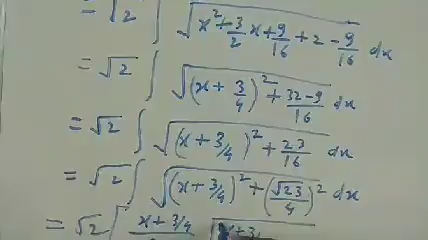 = √2 ∫ √(x² + 3/2 x + 9/16 + 2 - 9/16) dx
= √2 ∫ √((x + 3/4)² + (32-9)/16) dx
= √2 ∫ √((x + 3/4)² + 23/16) dx
= √2 ∫ √((x + 3/4)² + (√23/4)²) dx
= √2 [ (x + 3/4)